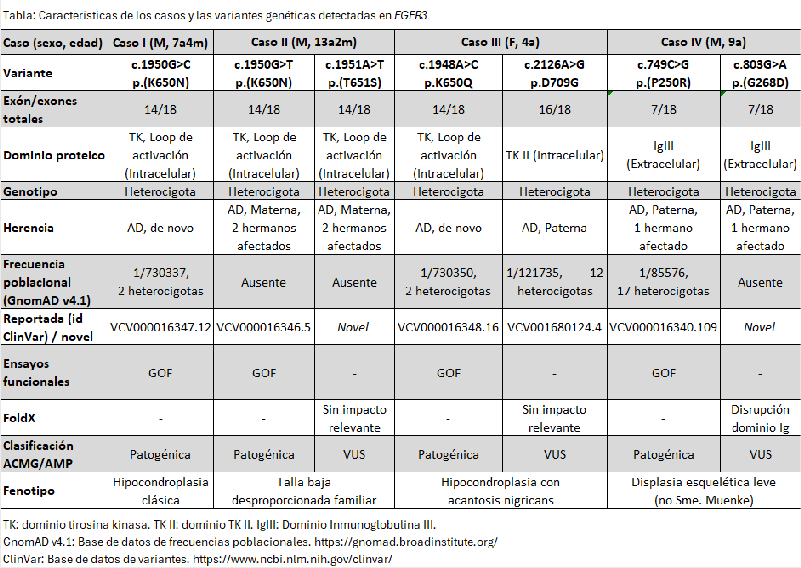 Tabla: Características de los casos y las variantes genéticas detectadas en FGFR3
Caso (sexo, edad) Caso I (M, 7a4m) Caso II (M, 13a2m) Caso III (F, 4a) Caso IV (M, 9a)
Variante c.1950G>C p.(K650N) c.1950G>T p.(K650N) c.1951A>T p.(T651S) c.1948A>C p.K650Q c.2126A>G p.D709G c.749C>G p.(P250R) c.803G>A p.(G268D)
Exón/exones totales 14/18 14/18 14/18 14/18 16/18 7/18 7/18
Dominio proteico TK, Loop de activación (Intracelular) TK, Loop de activación (Intracelular) TK, Loop de activación (Intracelular) TK, Loop de activación (Intracelular) TK II (Intracelular) IgIII (Extracelular) IgIII (Extracelular)
Genotipo Heterocigota Heterocigota Heterocigota Heterocigota Heterocigota Heterocigota Heterocigota
Herencia AD, de novo AD, Materna, 2 hermanos afectados AD, Materna, 2 hermanos afectados AD, de novo AD, Paterna AD, Paterna, 1 hermano afectado AD, Paterna, 1 hermano afectado
Frecuencia poblacional (GnomAD v4.1) 1/730337, 2 heterocigotas Ausente Ausente 1/730350, 2 heterocigotas 1/121735, 12 heterocigotas 1/85576, 17 heterocigotas Ausente
Reportada (id ClinVar) / novel VCV000016347.12 VCV000016346.5 Novel VCV000016348.16 VCV001680124.4 VCV000016340.109 Novel
Ensayos funcionales GOF GOF - GOF - GOF -
FoldX - - Sin impacto relevante - Sin impacto relevante - Disrupción dominio Ig
Clasificación ACMG/AMP Patogénica Patogénica VUS Patogénica VUS Patogénica VUS
Fenotipo Hipocondroplasia clásica Talla baja desproporcionada familiar Hipocondroplasia con acantosis nigricans Displasia esquelética leve (no Sme. Muenke)
TK: dominio tirosina kinasa. TK II: dominio TK II. IgIII: Dominio Inmunoglobulina III.
GnomAD v4.1: Base de datos de frecuencias poblacionales. https://gnomad.broadinstitute.org/
ClinVar: Base de datos de variantes. https://www.ncbi.nlm.nih.gov/clinvar/